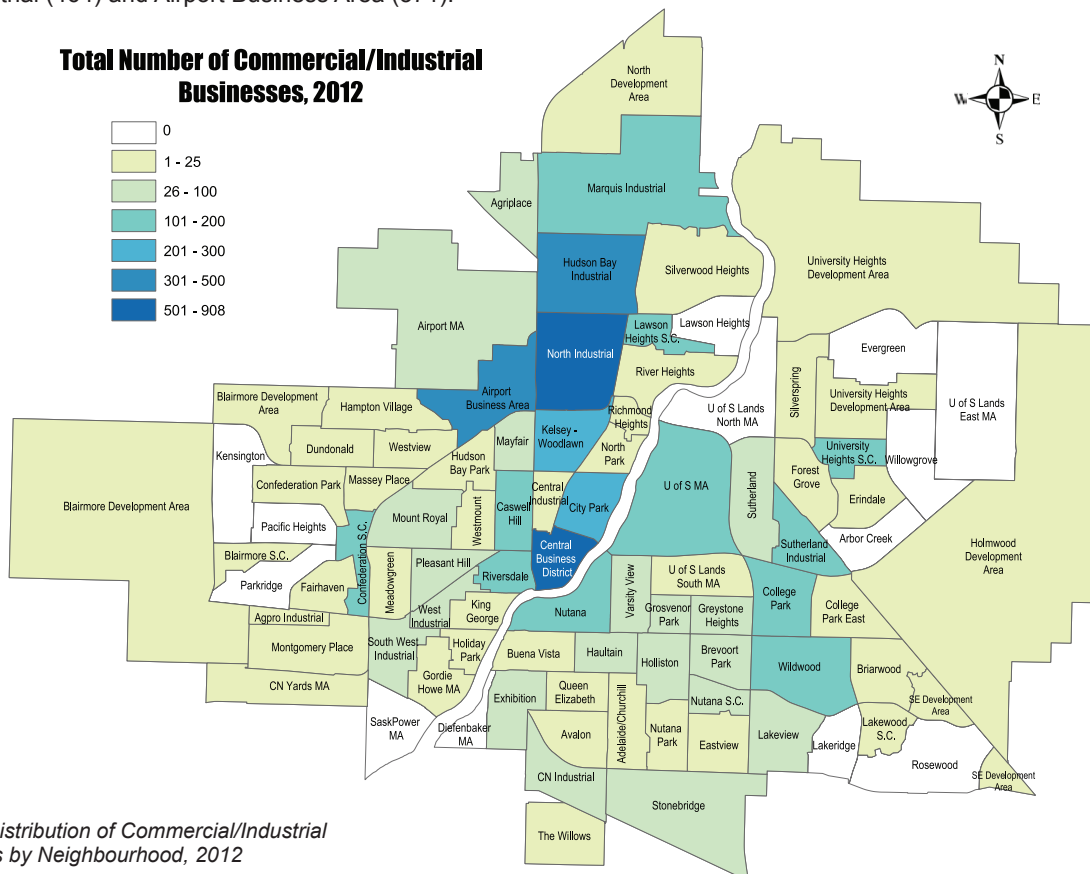 Total Number of Commercial/Industrial
Businesses, 2012
0
1 - 25
26 - 100
101 - 200
201 - 300
301 - 500
501 - 908
N
W
E
S
North
Development
Area
Marquis Industrial
Agriplace
Hudson Bay
Industrial
Silverwood Heights
University Heights
Development Area
Airport MA
Lawson
Heights S.C.
Lawson Heights
North Industrial
Evergreen
River Heights
Airport
Business Area
Silverspring
University Heights
Development Area
U of S Lands
East MA
Blairmore Development
Area
Hampton Village
Richmond
Heights
U of S Lands
North MA
Kelsey -
Woodlawn
Mayfair
Dundonald
Westview
Hudson
Bay Park
North
Park
University
Heights S.C.
Willowgrove
Kensington
Confederation Park
Massey Place
Forest
Grove
Erindale
U of S MA
Sutherland
Central
Industrial
City Park
Caswell
Hill
Westmount
Mount Royal
Blairmore Development Area
Pacific Heights
Confederation S.C.
Arbor Creek
Sutherland
Industrial
Holmwood
Development
Area
Central
Business
District
Blairmore S.C.
Parkridge
Fairhaven
Meadowgreen
Pleasant Hill
Riversdale
Varsity View
U of S Lands
South MA
College
Park
College
Park East
West
Industrial
King
George
Nutana
Grosvenor
Park
Greystone
Heights
Agpro Industrial
Montgomery Place
South West
Industrial
Holiday
Park
Buena Vista
Haultain
Holliston
Brevoort
Park
Wildwood
Briarwood
CN Yards MA
Gordie
Howe MA
Exhibition
Queen
Elizabeth
Adelaide/Churchill
Nutana S.C.
SE Development
Area
SaskPower
MA
Diefenbaker
MA
Avalon
Nutana
Park
Eastview
Lakeview
Lakeridge
Lakewood
S.C.
Rosewood
SE Development
Area
CN Industrial
Stonebridge
The Willows
istribution of Commercial/Industrial
s by Neighbourhood, 2012